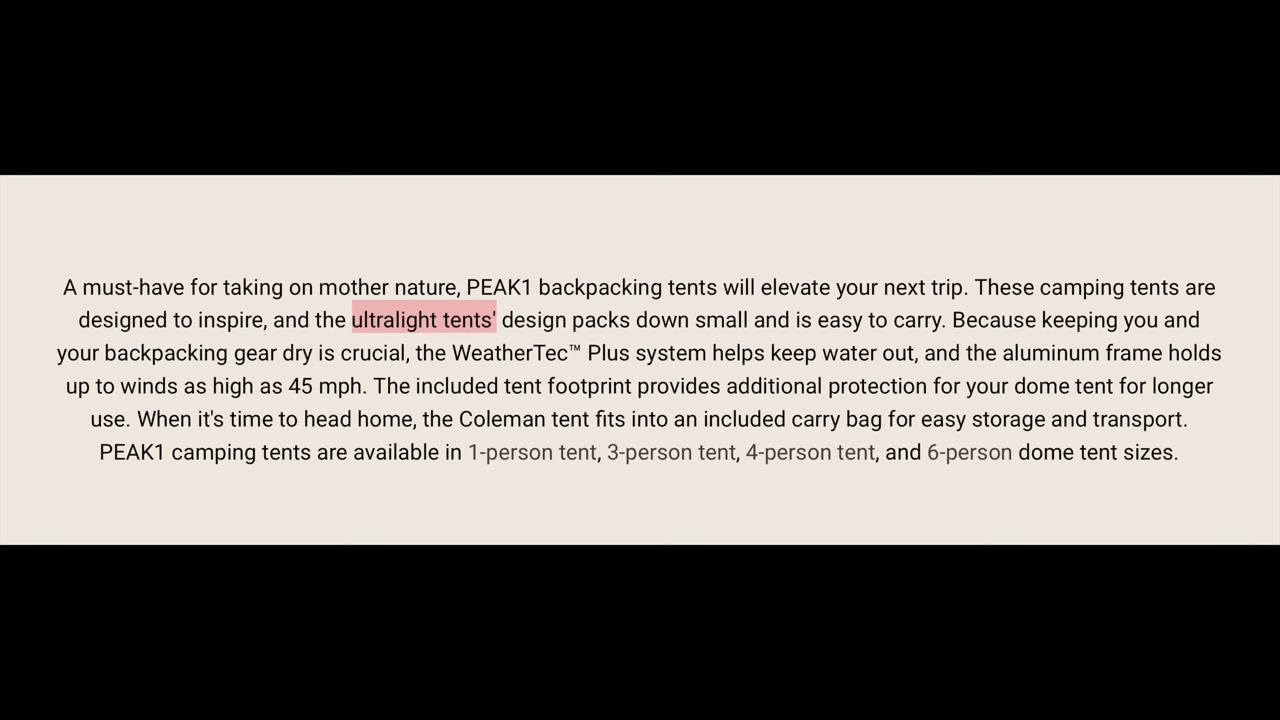 A must-have for taking on mother nature, PEAK1 backpacking tents will elevate your next trip. These camping tents are
designed to inspire, and the ultralight tents' design packs down small and is easy to carry. Because keeping you and
your backpacking gear dry is crucial, the WeatherTec™ Plus system helps keep water out, and the aluminum frame holds
up to winds as high as 45 mph. The included tent footprint provides additional protection for your dome tent for longer
use. When it's time to head home, the Coleman tent fits into an included carry bag for easy storage and transport.
PEAK1 camping tents are available in 1-person tent, 3-person tent, 4-person tent, and 6-person dome tent sizes.